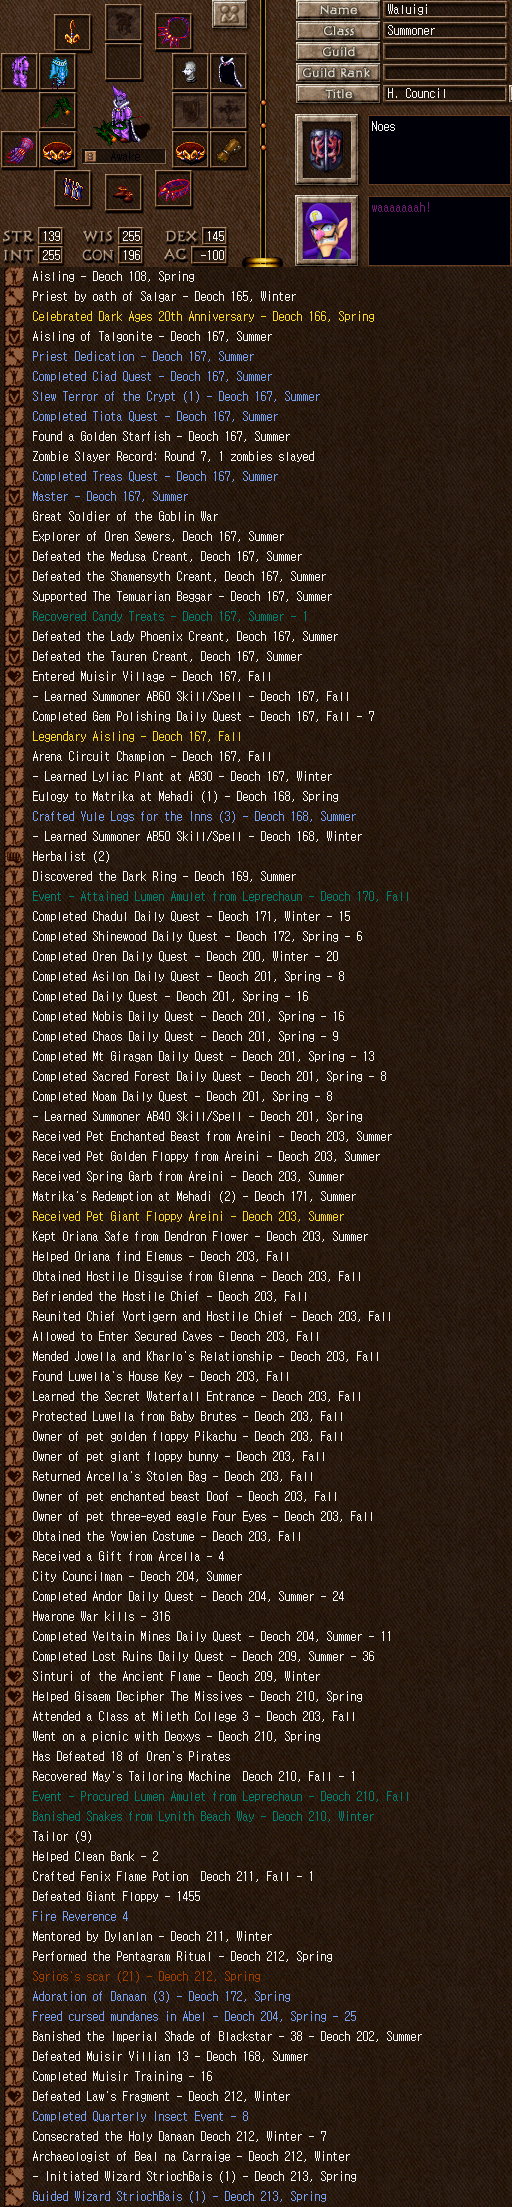 Name Waluigi
Class Summoner
Guild
Guild Rank
Title H. Council
Noes
Awake
waaaaaaah!
STR 139 WIS 255 DEX 145
INT 255 CON 196 AC -100
Aisling - Deoch 108, Spring
Priest by oath of Salgar - Deoch 165, Winter
Celebrated Dark Ages 20th Anniversary - Deoch 166, Spring
Aisling of Talgonite - Deoch 167, Summer
Priest Dedication - Deoch 167, Summer
Completed Ciad Quest - Deoch 167, Summer
Slew Terror of the Crypt (1) - Deoch 167, Summer
Completed Tiota Quest - Deoch 167, Summer
Found a Golden Starfish - Deoch 167, Summer
Zombie Slayer Record: Round 7, 1 zombies slayed
Completed Treas Quest - Deoch 167, Summer
Master - Deoch 167, Summer
Great Soldier of the Goblin War
Explorer of Oren Sewers, Deoch 167, Summer
Defeated the Medusa Creant, Deoch 167, Summer
Defeated the Shamensyth Creant, Deoch 167, Summer
Supported The Temuarian Beggar - Deoch 167, Summer
Recovered Candy Treats - Deoch 167, Summer - 1
Defeated the Lady Phoenix Creant, Deoch 167, Summer
Defeated the Tauren Creant, Deoch 167, Summer
Entered Muisir Village - Deoch 167, Fall
- Learned Summoner AB60 Skill/Spell - Deoch 167, Fall
Completed Gem Polishing Daily Quest - Deoch 167, Fall - 7
Legendary Aisling - Deoch 167, Fall
Arena Circuit Champion - Deoch 167, Fall
- Learned Lyliac Plant at AB30 - Deoch 167, Winter
Eulogy to Matrika at Mehadi (1) - Deoch 168, Spring
Crafted Yule Logs for the Inns (3) - Deoch 168, Summer
- Learned Summoner AB50 Skill/Spell - Deoch 168, Winter
Herbalist (2)
Discovered the Dark Ring - Deoch 169, Summer
Event - Attained Lumen Amulet from Leprechaun - Deoch 170, Fall
Completed Chadul Daily Quest - Deoch 171, Winter - 15
Completed Shinewood Daily Quest - Deoch 172, Spring - 6
Completed Oren Daily Quest - Deoch 200, Winter - 20
Completed Asilon Daily Quest - Deoch 201, Spring - 8
Completed Daily Quest - Deoch 201, Spring - 16
Completed Nobis Daily Quest - Deoch 201, Spring - 16
Completed Chaos Daily Quest - Deoch 201, Spring - 9
Completed Mt Giragan Daily Quest - Deoch 201, Spring - 13
Completed Sacred Forest Daily Quest - Deoch 201, Spring - 8
Completed Noam Daily Quest - Deoch 201, Spring - 8
- Learned Summoner AB40 Skill/Spell - Deoch 201, Spring
Received Pet Enchanted Beast from Areini - Deoch 203, Summer
Received Pet Golden Floppy from Areini - Deoch 203, Summer
Received Spring Garb from Areini - Deoch 203, Summer
Matrika's Redemption at Mehadi (2) - Deoch 171, Summer
Received Pet Giant Floppy Areini - Deoch 203, Summer
Kept Oriana Safe from Dendron Flower - Deoch 203, Summer
Helped Oriana find Elemus - Deoch 203, Fall
Obtained Hostile Disguise from Glenna - Deoch 203, Fall
Befriended the Hostile Chief - Deoch 203, Fall
Reunited Chief Vortigern and Hostile Chief - Deoch 203, Fall
Allowed to Enter Secured Caves - Deoch 203, Fall
Mended Jowella and Kharlo's Relationship - Deoch 203, Fall
Found Luwella's House Key - Deoch 203, Fall
Learned the Secret Waterfall Entrance - Deoch 203, Fall
Protected Luwella from Baby Brutes - Deoch 203, Fall
Owner of pet golden floppy Pikachu - Deoch 203, Fall
Owner of pet giant floppy bunny - Deoch 203, Fall
Returned Arcella's Stolen Bag - Deoch 203, Fall
Owner of pet enchanted beast Doof - Deoch 203, Fall
Owner of pet three-eyed eagle Four Eyes - Deoch 203, Fall
Obtained the Yowien Costume - Deoch 203, Fall
Received a Gift from Arcella - 4
City Councilman - Deoch 204, Summer
Completed Andor Daily Quest - Deoch 204, Summer - 24
Hwarone War kills - 316
Completed Veltain Mines Daily Quest - Deoch 204, Summer - 11
Completed Lost Ruins Daily Quest - Deoch 209, Summer - 36
Sinturi of the Ancient Flame - Deoch 209, Winter
Helped Gisaem Decipher The Missives - Deoch 210, Spring
Attended a Class at Mileth College 3 - Deoch 203, Fall
Went on a picnic with Deoxys - Deoch 210, Spring
Has Defeated 18 of Oren's Pirates
Recovered May's Tailoring Machine  Deoch 210, Fall - 1
Event - Procured Lumen Amulet from Leprechaun - Deoch 210, Fall
Banished Snakes from Lynith Beach Way - Deoch 210, Winter
Tailor (9)
Helped Clean Bank - 2
Crafted Fenix Flame Potion  Deoch 211, Fall - 1
Defeated Giant Floppy - 1455
Fire Reverence 4
Mentored by Dylanlan - Deoch 211, Winter
Performed the Pentagram Ritual - Deoch 212, Spring
Sgrios's scar (21) - Deoch 212, Spring
Adoration of Danaan (3) - Deoch 172, Spring
Freed cursed mundanes in Abel - Deoch 204, Spring - 25
Banished the Imperial Shade of Blackstar - 38 - Deoch 202, Summer
Defeated Muisir Villian 13 - Deoch 168, Summer
Completed Muisir Training - 16
Defeated Law's Fragment - Deoch 212, Winter
Completed Quarterly Insect Event - 8
Consecrated the Holy Danaan Deoch 212, Winter - 7
Archaeologist of Beal na Carraige - Deoch 212, Winter
- Initiated Wizard StriochBais (1) - Deoch 213, Spring
Guided Wizard StriochBais (1) - Deoch 213, Spring